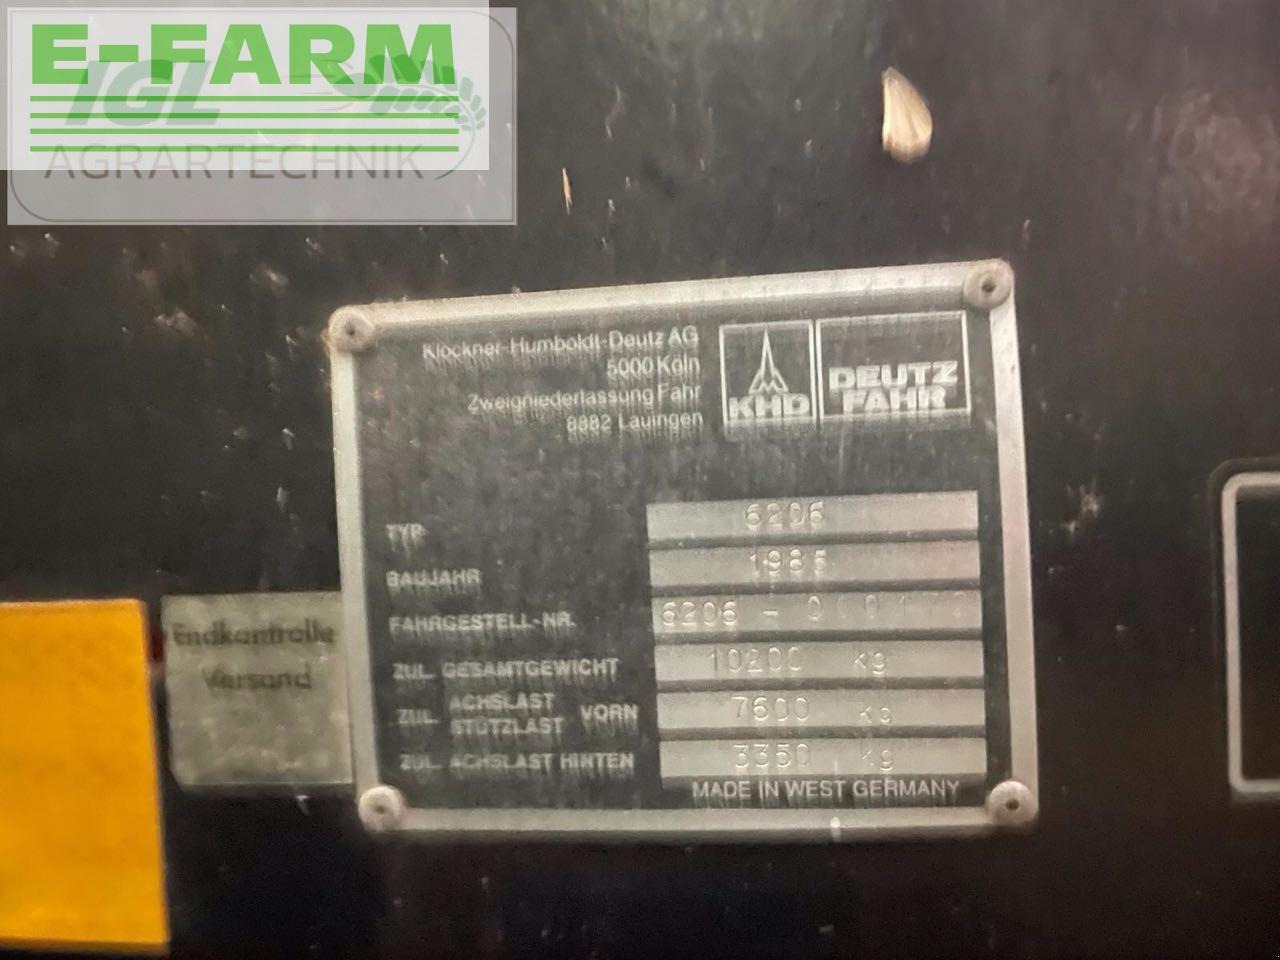 E-FARM
IGL
AGRARTECHNIK
Klöckner-Humboldt-Deutz AG
5000 Köln
Zweigniederlassung Fahr
8882 Lauingen
KHD
DEUTZ
FAHR
TYP 6206
BAUJAHR 1985
FAHRGESTELL-NR. 6206 -
ZUL. GESAMTGEWICHT 10200 kg
ZUL. ACHSLAST STÜTZLAST VORN 7600 kg
ZUL. ACHSLAST HINTEN 3350 kg
MADE IN WEST GERMANY
Endkontrolle
Versand